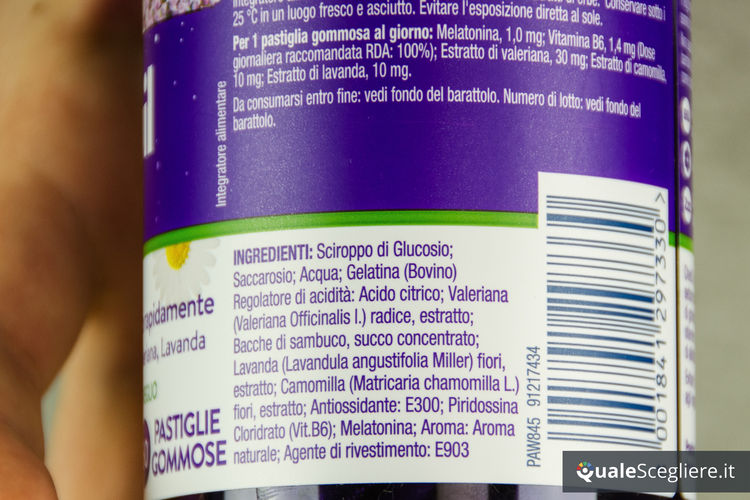 25 °C in un luogo fresco e asciutto. Evitare l'esposizione diretta al sole.
Per 1 pastiglia gommosa al giorno: Melatonina, 1,0 mg; Vitamina B6, 1,4 mg (Dose
giornaliera raccomandata RDA: 100%); Estratto di valeriana, 30 mg; Estratto di camomilla,
10 mg; Estratto di lavanda, 10 mg.
Da consumarsi entro fine: vedi fondo del barattolo. Numero di lotto: vedi fondo del
barattolo.
Integratore alimentare
INGREDIENTI: Sciroppo di Glucosio;
Saccarosio; Acqua; Gelatina (Bovino)
Regolatore di acidità: Acido citrico; Valeriana
(Valeriana Officinalis l.) radice, estratto;
Bacche di sambuco, succo concentrato;
Lavanda (Lavandula angustifolia Miller) fiori,
estratto; Camomilla (Matricaria chamomilla L.)
fiori, estratto; Antiossidante: E300; Piridossina
Cloridrato (Vit.B6); Melatonina; Aroma: Aroma
naturale; Agente di rivestimento: E903
rapidamente
Lavanda
PASTIGLIE
GOMMOSE
PAW845 91217434
001841 297330 >
QualeScegliere.it